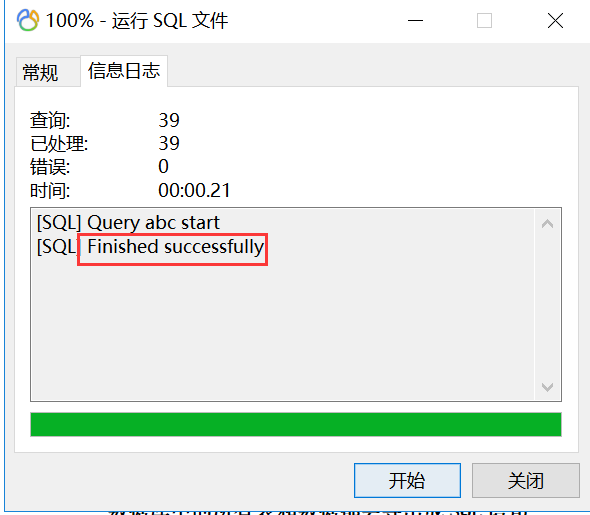 100% - 运行 SQL 文件
常规 信息日志
查询: 39
已处理: 39
错误: 0
时间: 00:00.21
[SQL] Query abc start
[SQL] Finished successfully
开始 关闭